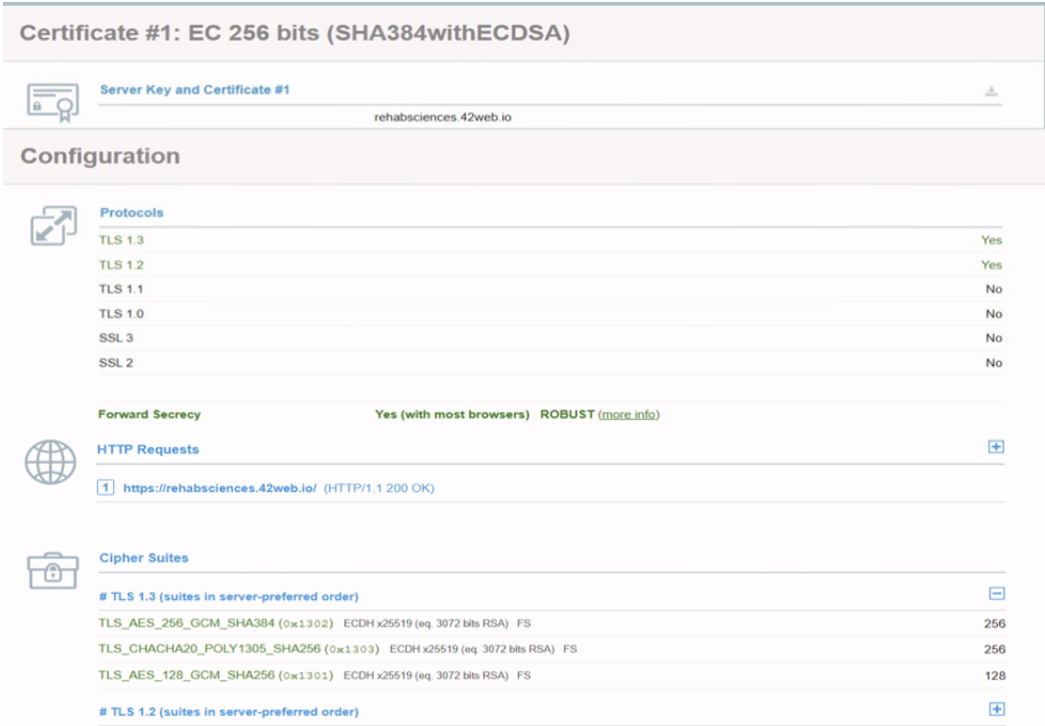 Certificate #1: EC 256 bits (SHA384withECDSA)
Server Key and Certificate #1
rehabsciences.42web.io
Configuration
Protocols
TLS 1.3 Yes
TLS 1.2 Yes
TLS 1.1 No
TLS 1.0 No
SSL 3 No
SSL 2 No
Forward Secrecy Yes (with most browsers) ROBUST (more info)
HTTP Requests
1 https://rehabsciences.42web.io/ (HTTP/1.1 200 OK)
Cipher Suites
# TLS 1.3 (suites in server-preferred order)
TLS_AES_256_GCM_SHA384 (0x1302) ECDH x25519 (eq. 3072 bits RSA) FS 256
TLS_CHACHA20_POLY1305_SHA256 (0x1303) ECDH x25519 (eq. 3072 bits RSA) FS 256
TLS_AES_128_GCM_SHA256 (0x1301) ECDH x25519 (eq. 3072 bits RSA) FS 128
# TLS 1.2 (suites in server-preferred order)